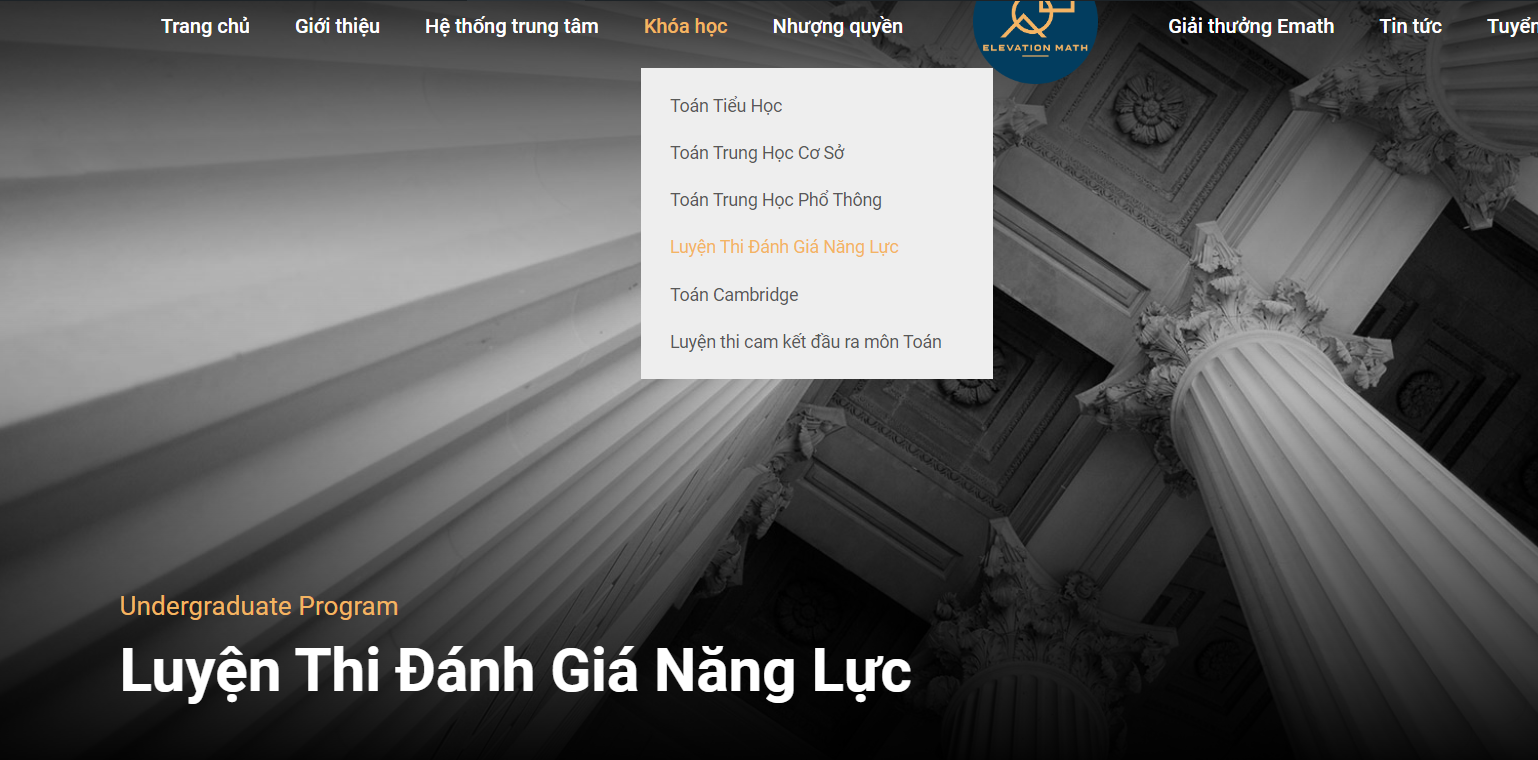 Trang chủ
Giới thiệu
Hệ thống trung tâm
Khóa học
Nhượng quyền
ELEVATION MATH
Giải thưởng Emath
Tin tức
Toán Tiểu Học
Toán Trung Học Cơ Sở
Toán Trung Học Phổ Thông
Luyện Thi Đánh Giá Năng Lực
Toán Cambridge
Luyện thi cam kết đầu ra môn Toán
Undergraduate Program
Luyện Thi Đánh Giá Năng Lực